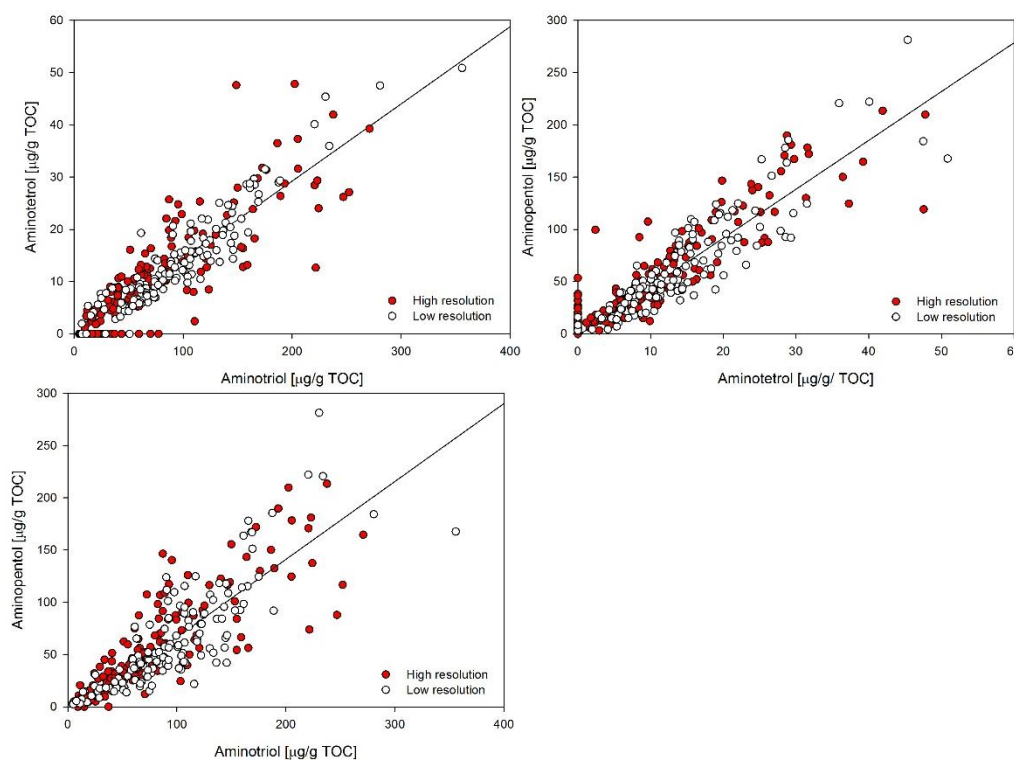 60
50
40
30
20
10
0
Aminotetrol [µg/g TOC]
High resolution
Low resolution
0 100 200 300 400
Aminotriol [µg/g TOC]
300
250
200
150
100
50
0
Aminopentol [µg/g TOC]
High resolution
Low resolution
0 10 20 30 40 50 60
Aminotetrol [µg/g/ TOC]
300
250
200
150
100
50
0
Aminopentol [µg/g TOC]
High resolution
Low resolution
0 100 200 300 400
Aminotriol [µg/g TOC]